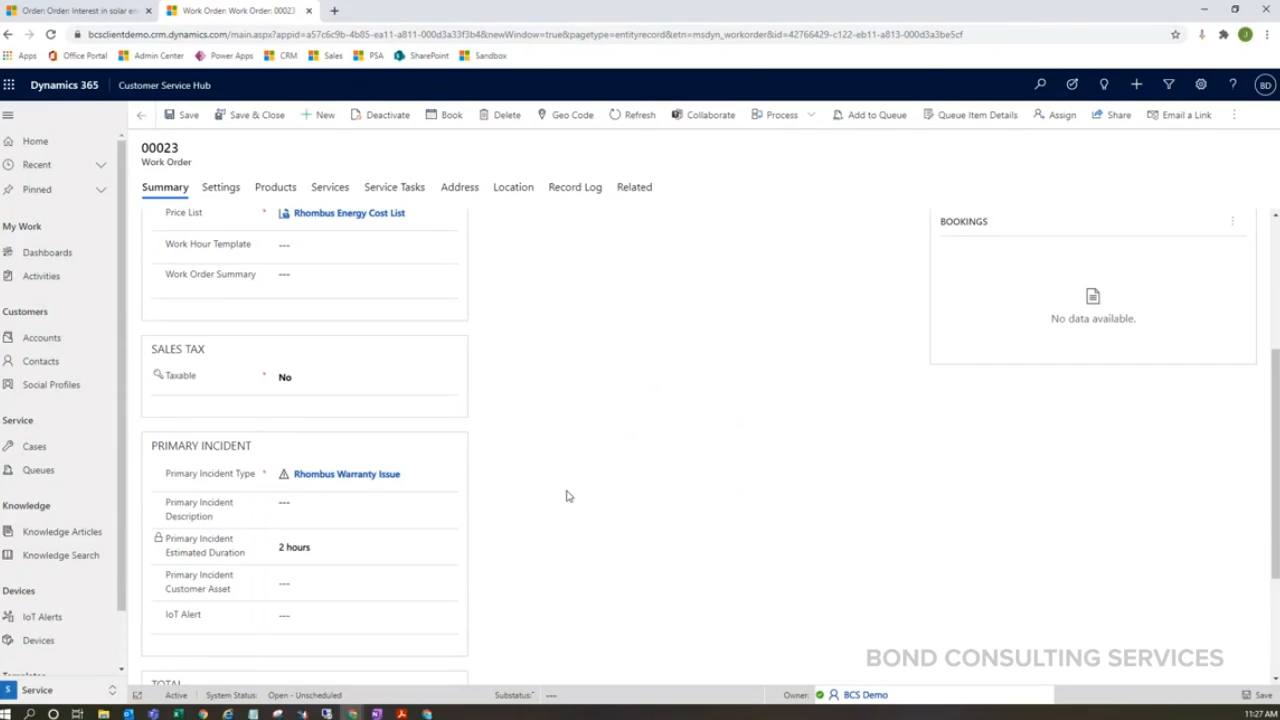 Order: Order: Interest in solar en
Work Order: Work Order: 00023
bcsclientdemo.crm.dynamics.com/main.aspx?appid=a57c6c9b-4b85-ea11-a811-000d3a33f3b4&newWindow=true&pagetype=entityrecord&etn=msdyn_workorder&id=42766429-c122-eb11-a813-000d3a3be5cf
J
Apps Office Portal Admin Center Power Apps CRM Sales PSA SharePoint Sandbox
Dynamics 365 Customer Service Hub
BD
Save Save & Close New Deactivate Book Delete Geo Code Refresh Collaborate Process Add to Queue Queue Item Details Assign Share Email a Link
Home
Recent
Pinned
My Work
Dashboards
Activities
Customers
Accounts
Contacts
Social Profiles
Service
Cases
Queues
Knowledge
Knowledge Articles
Knowledge Search
Devices
IoT Alerts
Devices
S Service
00023
Work Order
Summary Settings Products Services Service Tasks Address Location Record Log Related
Price List * Rhombus Energy Cost List
Work Hour Template ---
Work Order Summary ---
SALES TAX
Taxable * No
PRIMARY INCIDENT
Primary Incident Type * Rhombus Warranty Issue
Primary Incident
Description ---
Primary Incident
Estimated Duration 2 hours
Primary Incident
Customer Asset ---
IoT Alert ---
TOTAL
BOOKINGS
No data available.
BOND CONSULTING SERVICES
Active System Status: Open - Unscheduled Substatus: --- Owner: BCS Demo Save
11:27 AM